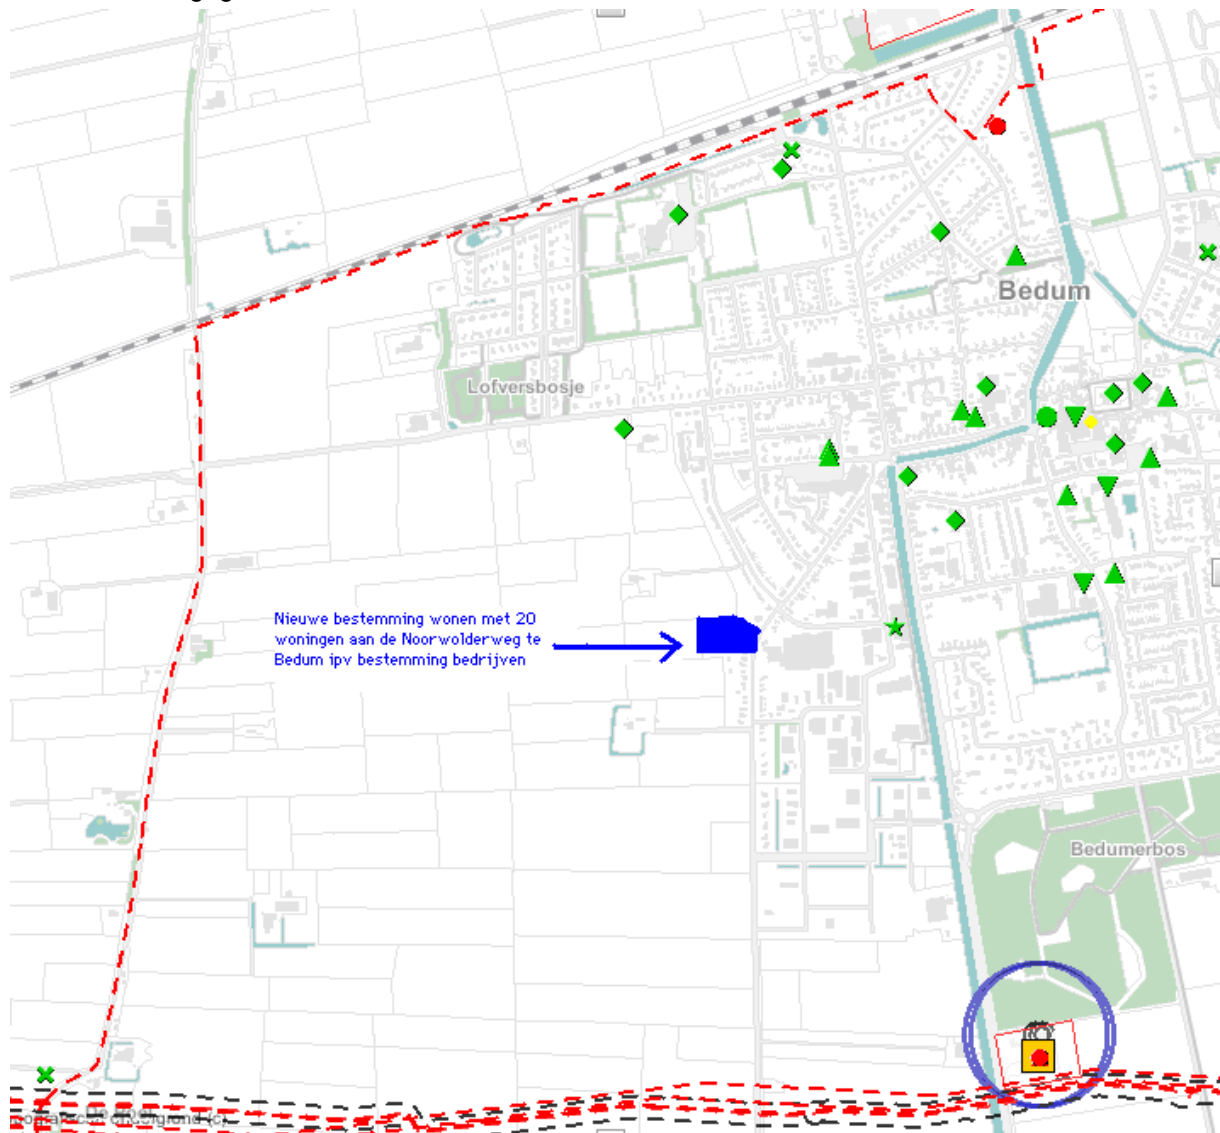 Bedum
Lofversbosje
Nieuwe bestemming wonen met 20
woningen aan de Noorwolderweg te
Bedum ipv bestemming bedrijven
Bedumerbos